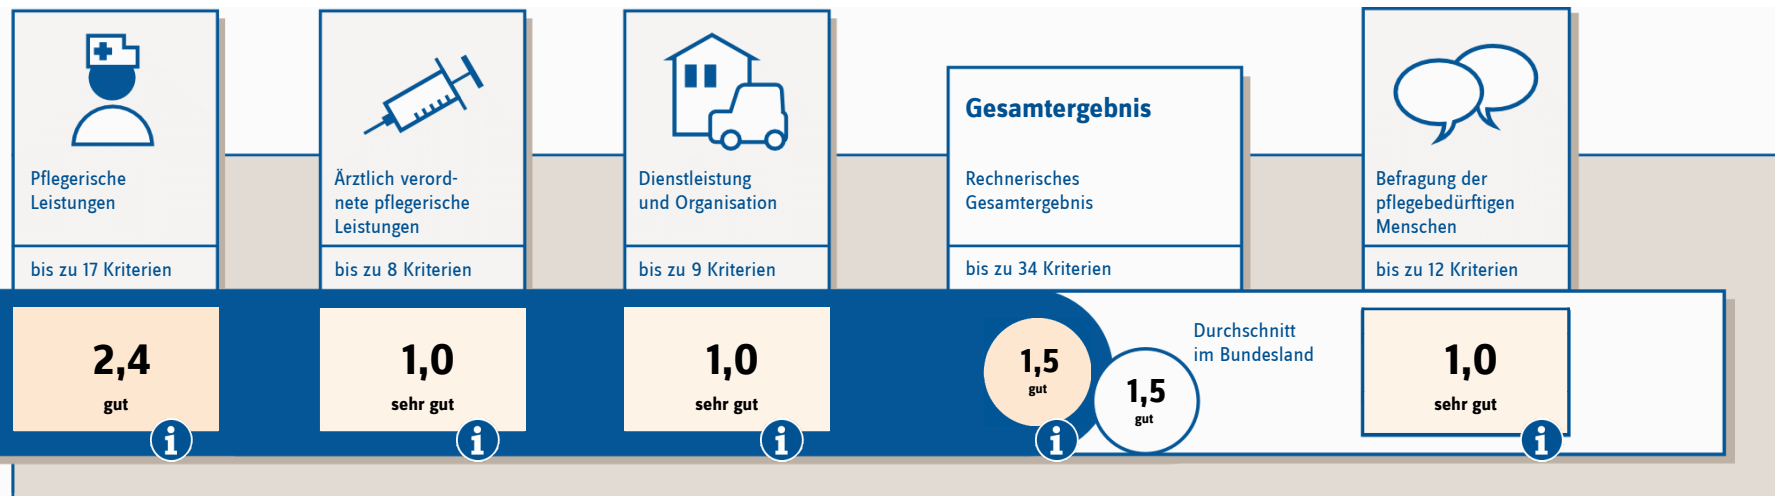 Pflegerische
Leistungen
bis zu 17 Kriterien
2,4
gut
i
Ärztlich verord-
nete pflegerische
Leistungen
bis zu 8 Kriterien
1,0
sehr gut
i
Dienstleistung
und Organisation
bis zu 9 Kriterien
1,0
sehr gut
i
Gesamtergebnis
Rechnerisches
Gesamtergebnis
bis zu 34 Kriterien
1,5
gut
i
Durchschnitt
im Bundesland
1,5
gut
Befragung der
pflegebedürftigen
Menschen
bis zu 12 Kriterien
1,0
sehr gut
i